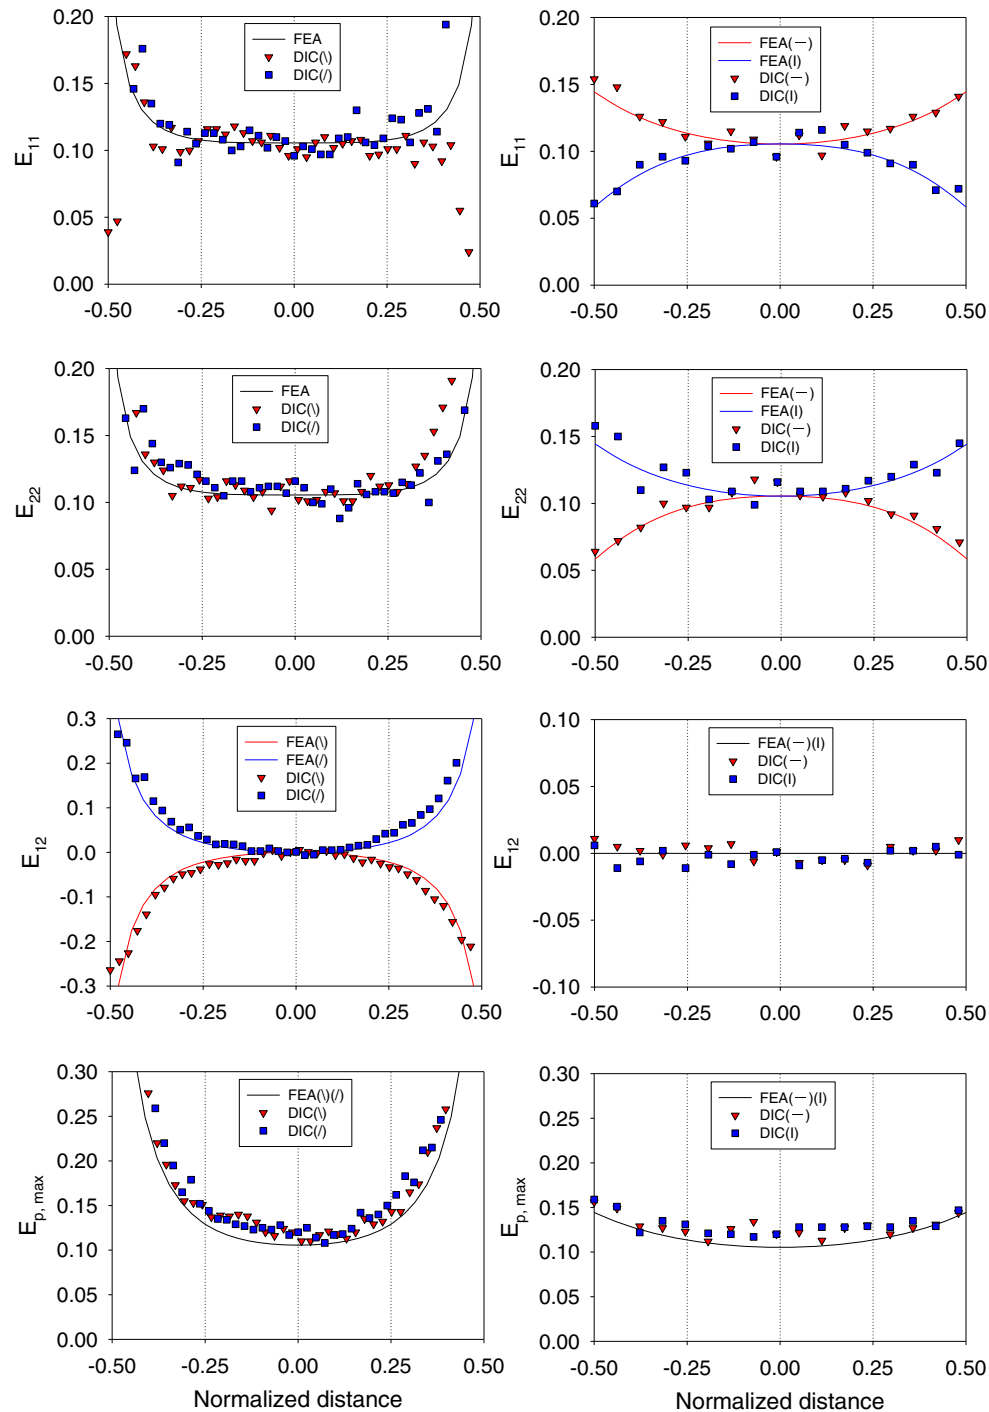 0.20
0.15
0.10
0.05
0.00
E11
FEA
DIC(\)
DIC(/)
-0.50 -0.25 0.00 0.25 0.50
0.20
0.15
0.10
0.05
0.00
E11
FEA(—)
FEA(I)
DIC(—)
DIC(I)
-0.50 -0.25 0.00 0.25 0.50
0.20
0.15
0.10
0.05
0.00
E22
FEA
DIC(\)
DIC(/)
-0.50 -0.25 0.00 0.25 0.50
0.20
0.15
0.10
0.05
0.00
E22
FEA(—)
FEA(I)
DIC(—)
DIC(I)
-0.50 -0.25 0.00 0.25 0.50
0.3
0.2
0.1
0.0
-0.1
-0.2
-0.3
E12
FEA(\)
FEA(/)
DIC(\)
DIC(/)
-0.50 -0.25 0.00 0.25 0.50
0.10
0.05
0.00
-0.05
-0.10
E12
FEA(—)(I)
DIC(—)
DIC(I)
-0.50 -0.25 0.00 0.25 0.50
0.30
0.25
0.20
0.15
0.10
0.05
0.00
Ep, max
FEA(\)(/)
DIC(\)
DIC(/)
-0.50 -0.25 0.00 0.25 0.50
Normalized distance
0.30
0.25
0.20
0.15
0.10
0.05
0.00
Ep, max
FEA(—)(I)
DIC(—)
DIC(I)
-0.50 -0.25 0.00 0.25 0.50
Normalized distance